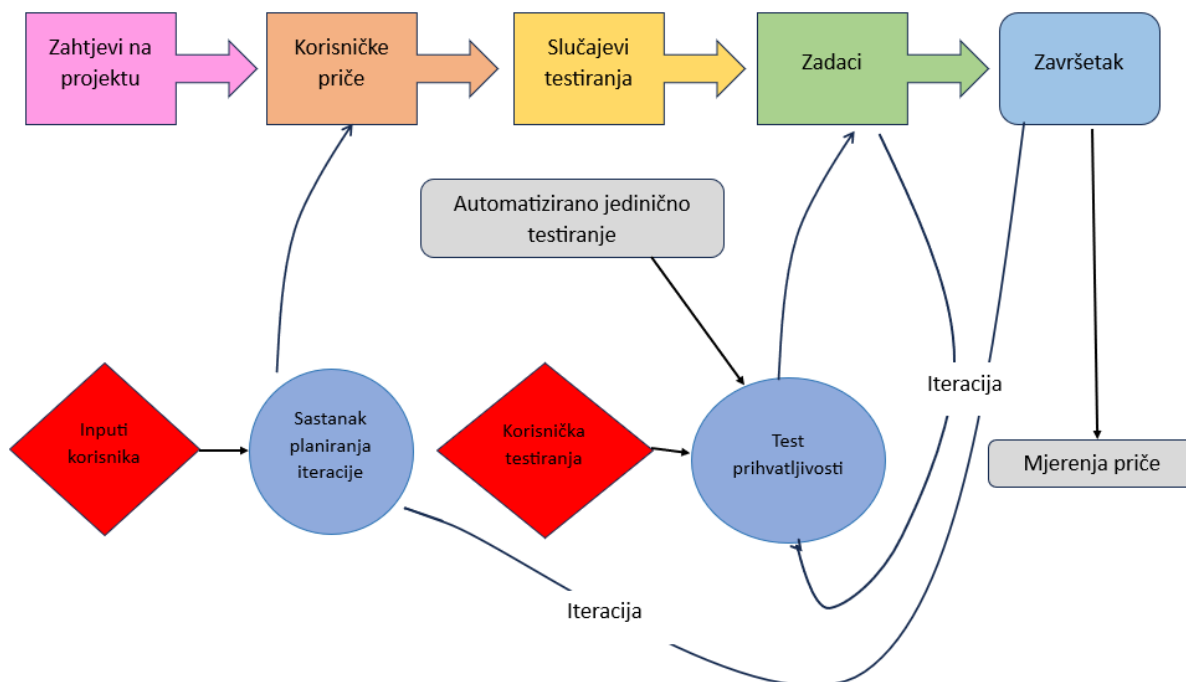 Zahtjevi na
projektu
Korisničke
priče
Slučajevi
testiranja
Zadaci
Završetak
Automatizirano jedinično
testiranje
Inputi
korisnika
Sastanak
planiranja
iteracije
Korisnička
testiranja
Test
prihvatljivosti
Iteracija
Mjerenja priče
Iteracija